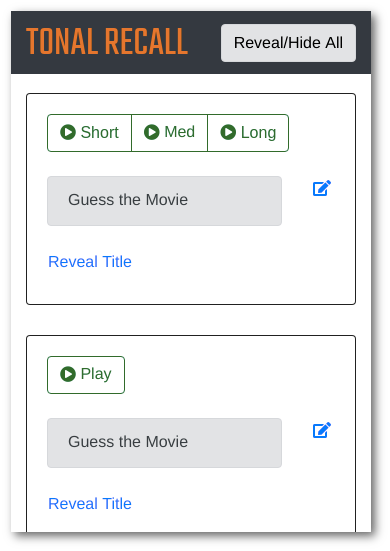 TONAL RECALL
Reveal/Hide All
Short Med Long
Guess the Movie
Reveal Title
Play
Guess the Movie
Reveal Title